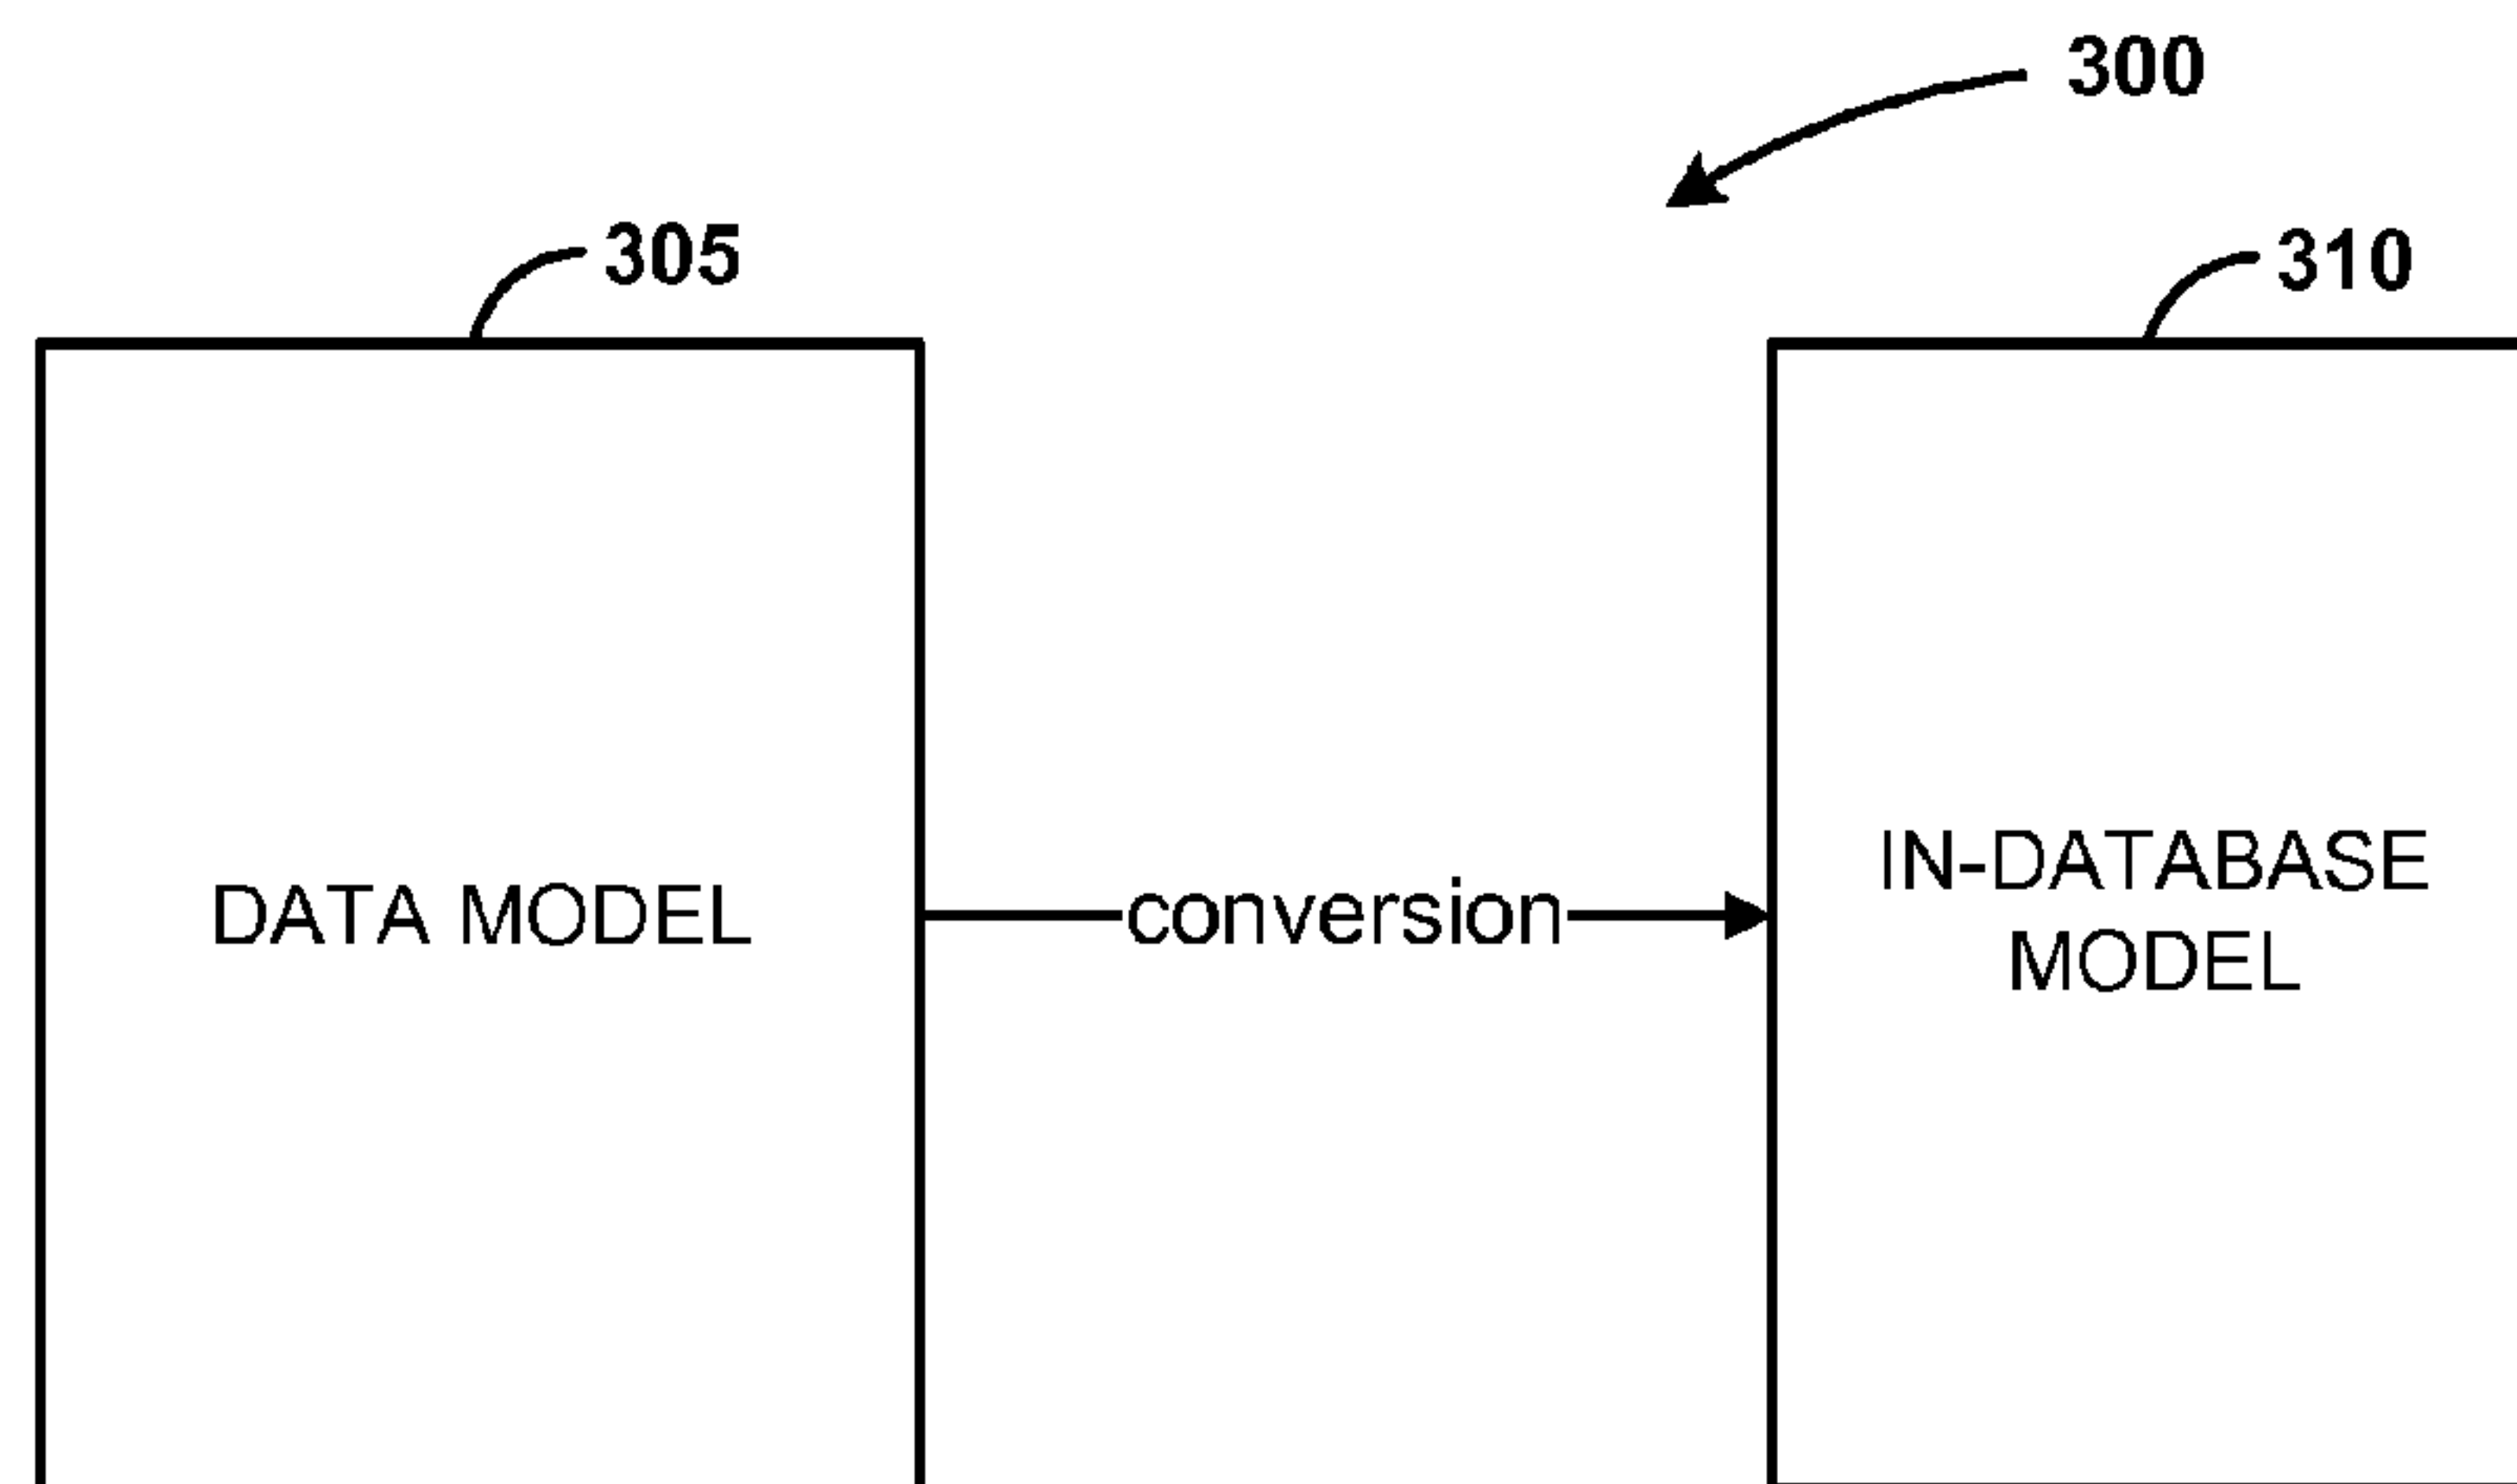 300
305
310
DATA MODEL
conversion
IN-DATABASE
MODEL